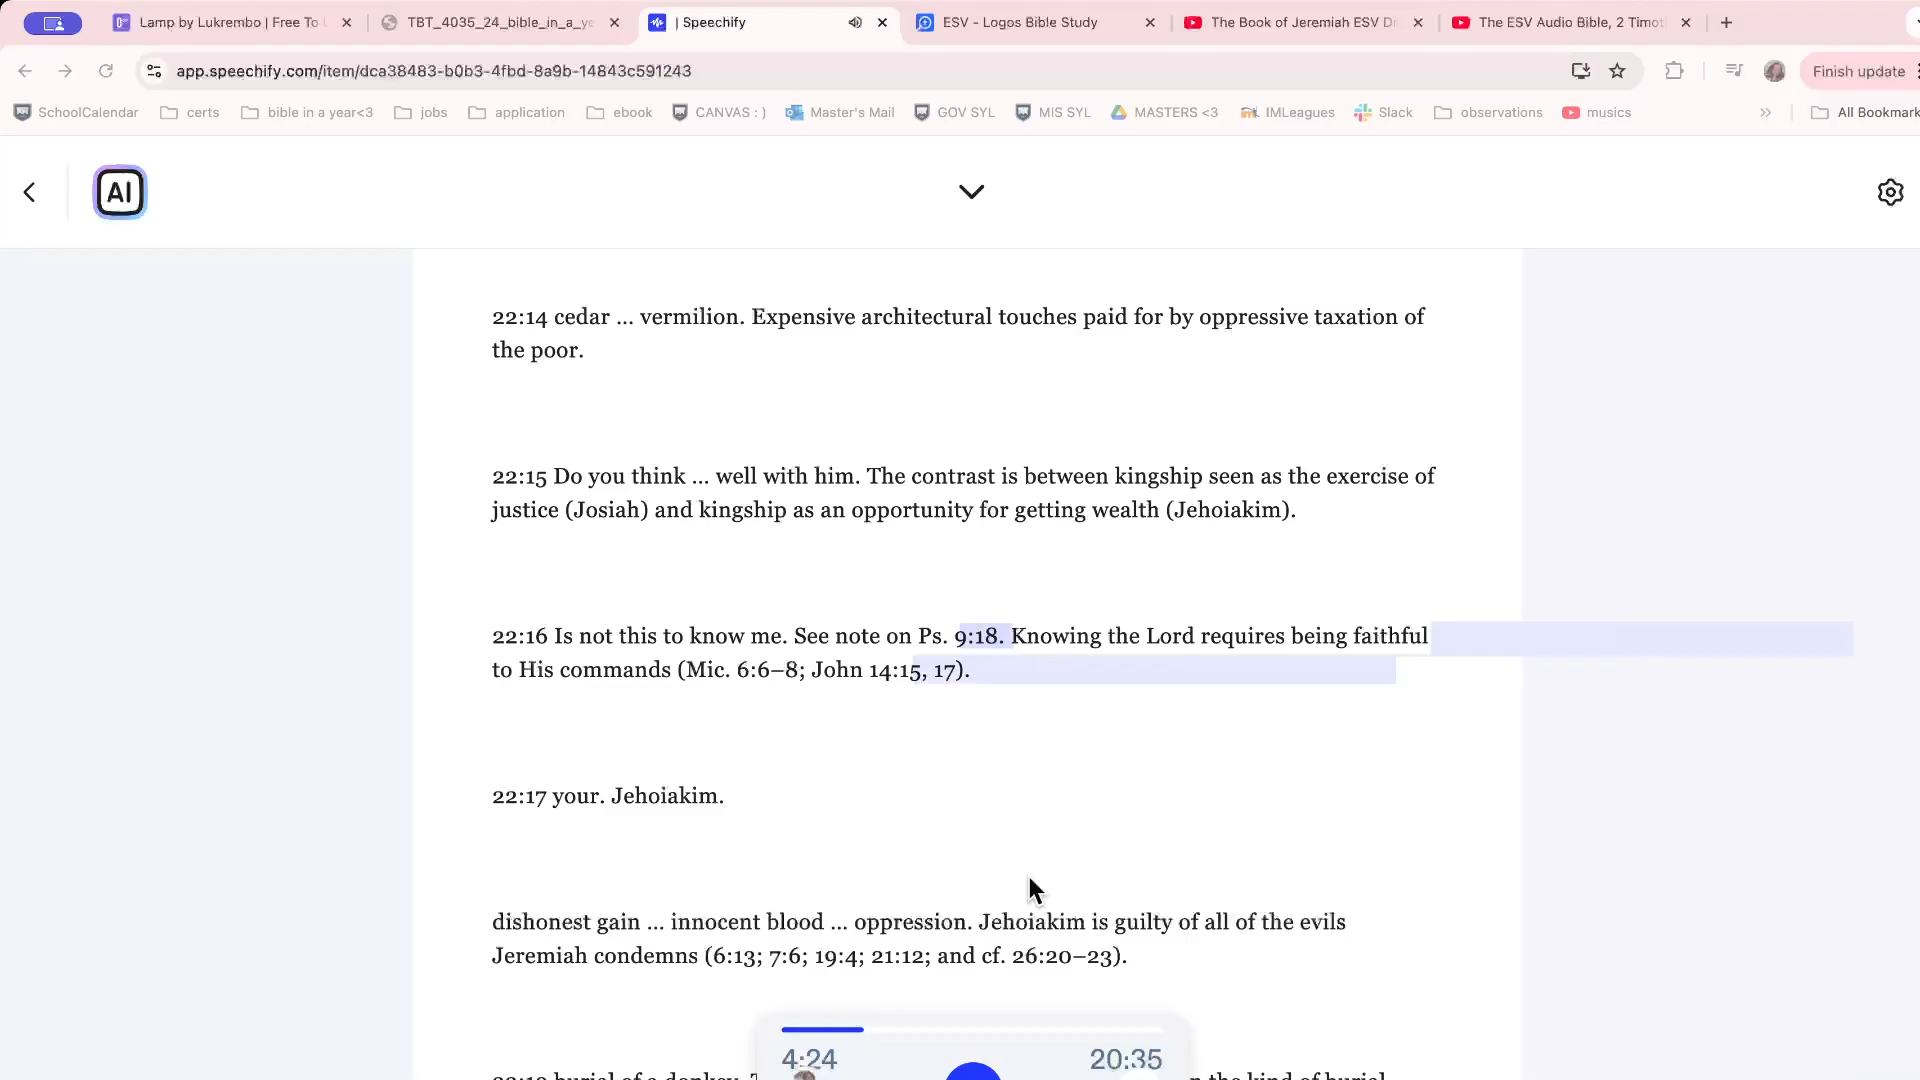 Lamp by Lukrembo | Free To
TBT_4035_24_bible_in_a_ye
| Speechify
ESV - Logos Bible Study
The Book of Jeremiah ESV D
The ESV Audio Bible, 2 Timot
app.speechify.com/item/dca38483-b0b3-4fbd-8a9b-14843c591243
Finish update
SchoolCalendar
certs
bible in a year<3
jobs
application
ebook
CANVAS : )
Master's Mail
GOV SYL
MIS SYL
MASTERS <3
IMLeagues
Slack
observations
musics
All Bookmark
AI
22:14 cedar ... vermilion. Expensive architectural touches paid for by oppressive taxation of
the poor.
22:15 Do you think ... well with him. The contrast is between kingship seen as the exercise of
justice (Josiah) and kingship as an opportunity for getting wealth (Jehoiakim).
22:16 Is not this to know me. See note on Ps. 9:18. Knowing the Lord requires being faithful
to His commands (Mic. 6:6–8; John 14:15, 17).
22:17 your. Jehoiakim.
dishonest gain ... innocent blood ... oppression. Jehoiakim is guilty of all of the evils
Jeremiah condemns (6:13; 7:6; 19:4; 21:12; and cf. 26:20–23).
4:24
20:35
burial of a donkey.
the kind of burial